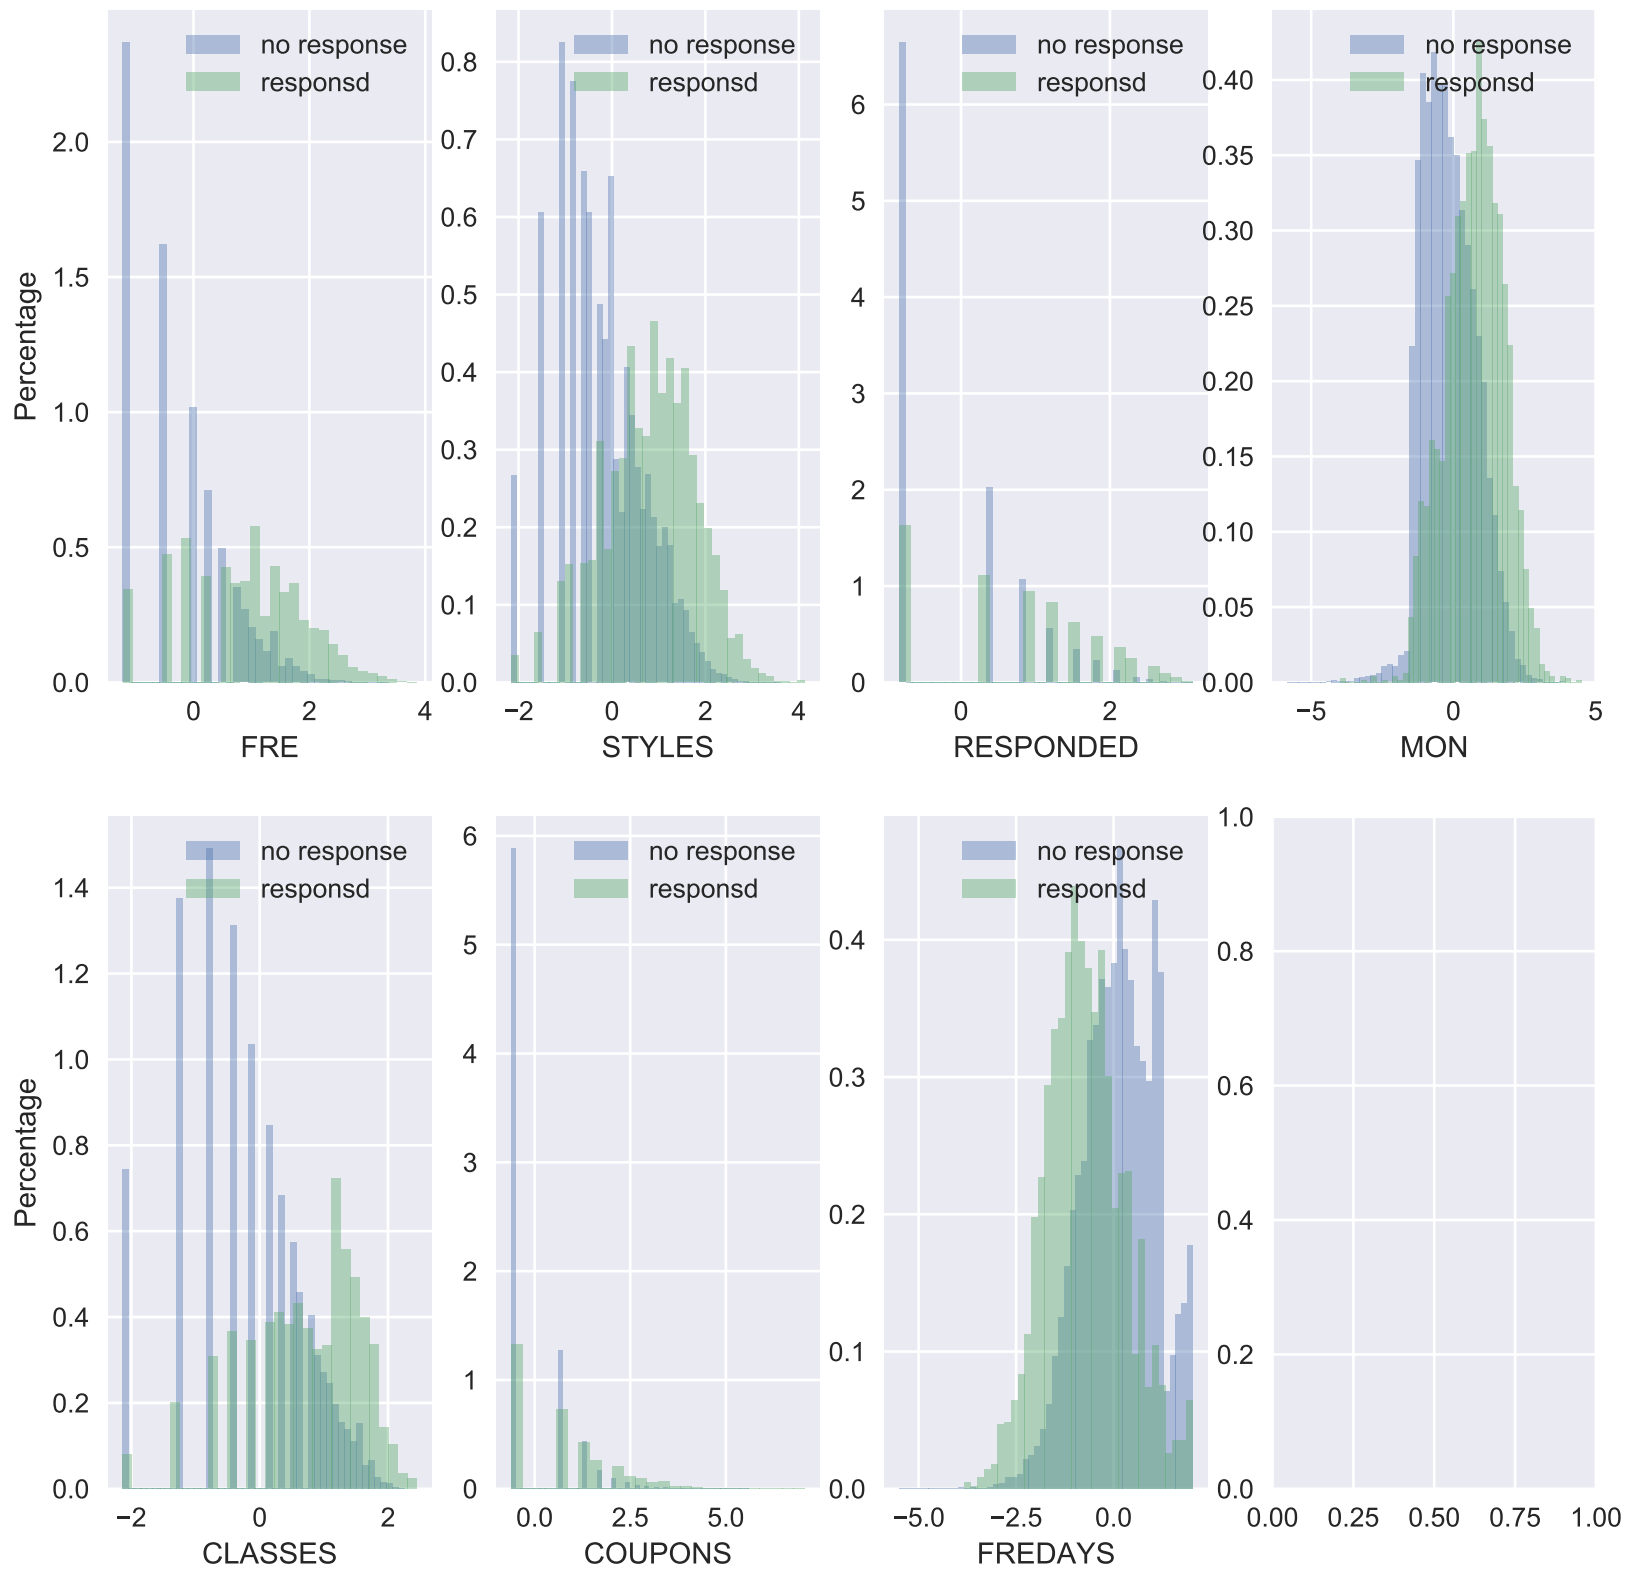 no response
responsd
2.0
1.5
1.0
0.5
0.0
Percentage
0 2 4
FRE
no response
responsd
0.8
0.7
0.6
0.5
0.4
0.3
0.2
0.1
0.0
−2 0 2 4
STYLES
no response
responsd
6
5
4
3
2
1
0
0 2
RESPONDED
no response
responsd
0.40
0.35
0.30
0.25
0.20
0.15
0.10
0.05
0.00
−5 0 5
MON
no response
responsd
1.4
1.2
1.0
0.8
0.6
0.4
0.2
0.0
Percentage
−2 0 2
CLASSES
no response
responsd
6
5
4
3
2
1
0
0.0 2.5 5.0
COUPONS
no response
responsd
0.4
0.3
0.2
0.1
0.0
−5.0 −2.5 0.0
FREDAYS
1.0
0.8
0.6
0.4
0.2
0.0
0.00 0.25 0.50 0.75 1.00